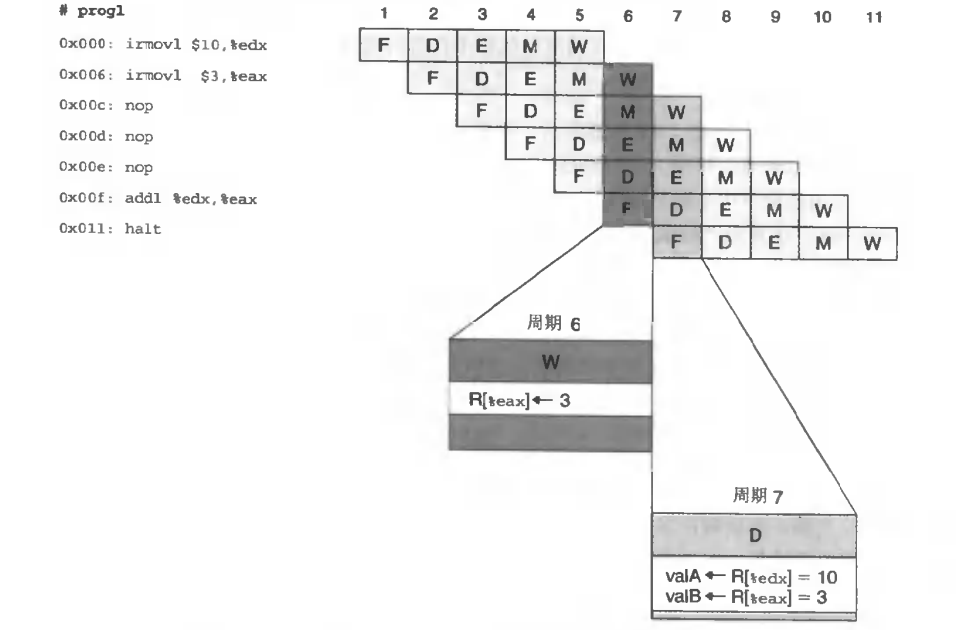 # prog1
1 2 3 4 5 6 7 8 9 10 11
0x000: irmovl $10,%edx
F D E M W
0x006: irmovl $3,%eax
F D E M W
0x00c: nop
F D E M W
0x00d: nop
F D E M W
0x00e: nop
F D E M W
0x00f: addl %edx,%eax
F D E M W
0x011: halt
F D E M W
周期 6
W
R[%eax]← 3
周期 7
D
valA ← R[%edx] = 10
valB ← R[%eax] = 3